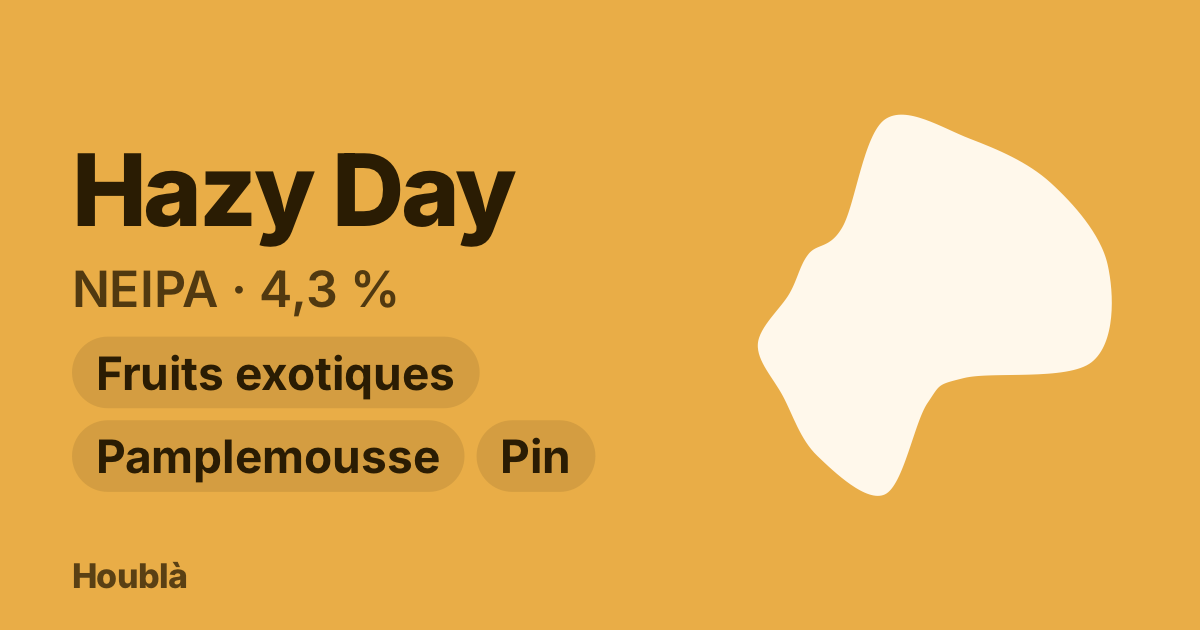 Hazy Day
NEIPA · 4,3 %
Fruits exotiques
Pamplemousse Pin
Houblà